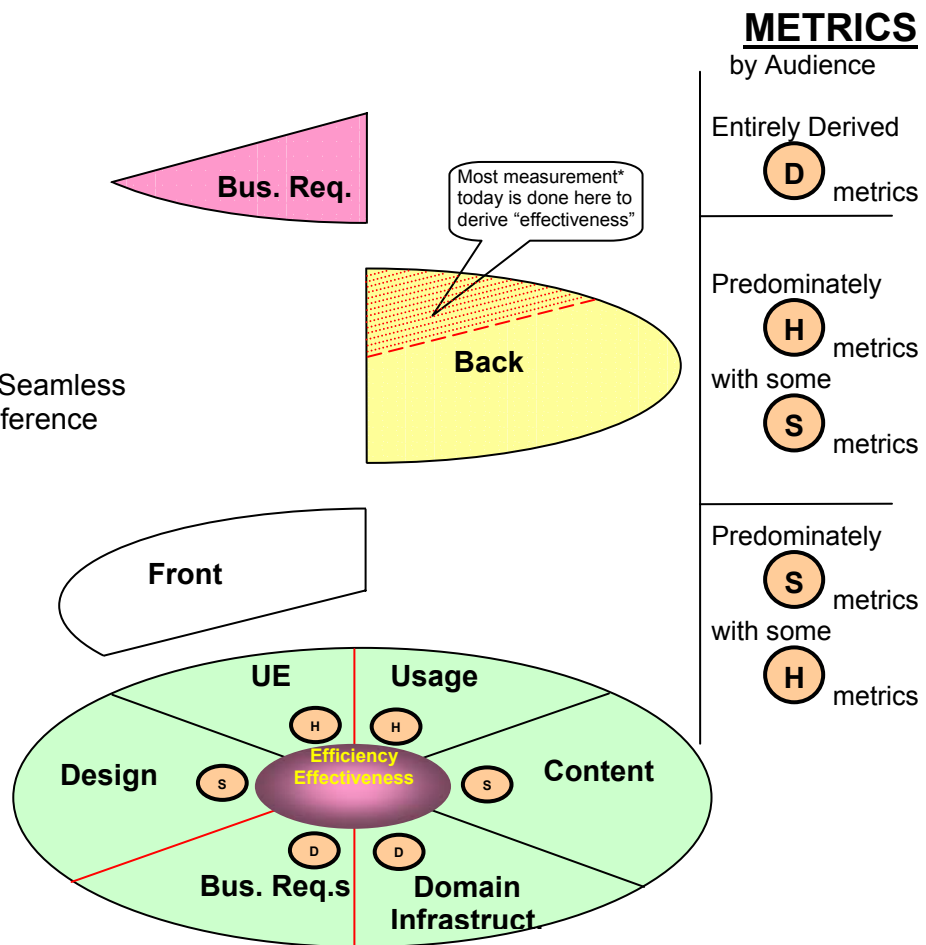 METRICS
by Audience
Entirely Derived
D metrics
Bus. Req.
Most measurement*
today is done here to
derive “effectiveness”
Predominately
H metrics
with some
S metrics
Back
Seamless
ference
Predominately
S metrics
with some
H metrics
Front
UE
Usage
H
H
Efficiency
Effectiveness
Design
S
S
Content
D
D
Bus. Req.s
Domain
Infrastruct.